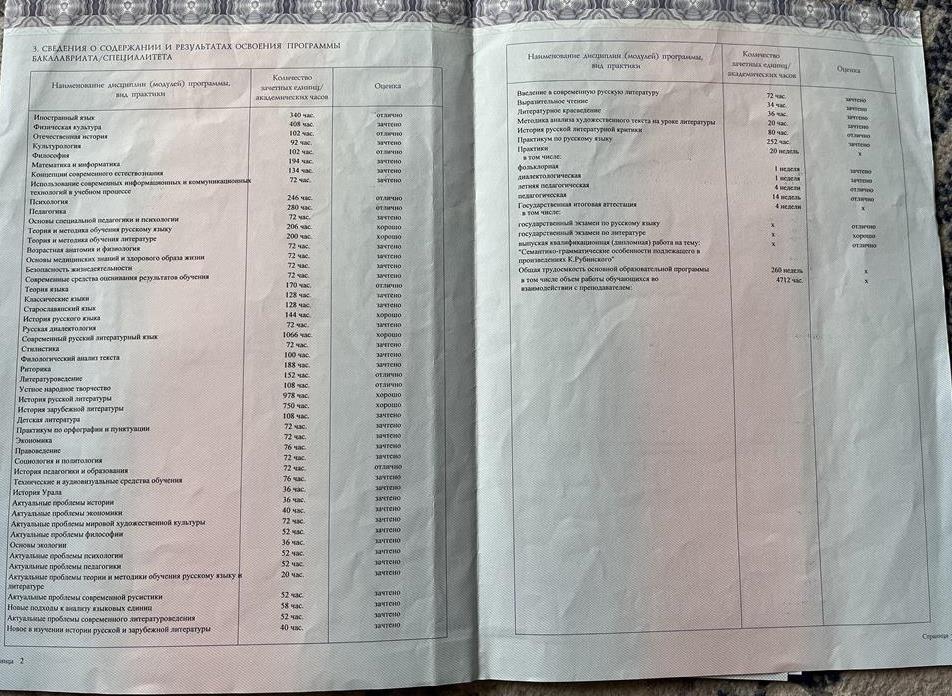 3. СВЕДЕНИЯ О СОДЕРЖАНИИ И РЕЗУЛЬТАТАХ ОСВОЕНИЯ ПРОГРАММЫ
БАКАЛАВРИАТА/СПЕЦИАЛИТЕТА
Наименование дисциплин (модулей) программы, вид практики Количество зачетных единиц/ академических часов Оценка
Иностранный язык 340 час. отлично
Физическая культура 408 час. зачтено
Отечественная история 102 час. отлично
Культурология 92 час. зачтено
Философия 102 час. отлично
Математика и информатика 194 час. зачтено
Концепции современного естествознания 134 час. зачтено
Использование современных информационных и коммуникационных 72 час. зачтено
технологий в учебном процессе
Психология 246 час. отлично
Педагогика 280 час. отлично
Основы специальной педагогики и психологии 72 час. зачтено
Теория и методика обучения русскому языку 206 час. хорошо
Теория и методика обучения литературе 200 час. хорошо
Возрастная анатомия и физиология 72 час. зачтено
Основы медицинских знаний и здорового образа жизни 72 час. зачтено
Безопасность жизнедеятельности 72 час. зачтено
Современные средства оценивания результатов обучения 72 час. зачтено
Теория языка 170 час. отлично
Классические языки 128 час. зачтено
Старославянский язык 128 час. зачтено
История русского языка 144 час. хорошо
Русская диалектология 72 час. зачтено
Современный русский литературный язык 1066 час. хорошо
Стилистика 72 час. зачтено
Филологический анализ текста 100 час. зачтено
Риторика 188 час. зачтено
Литературоведение 152 час. отлично
Устное народное творчество 108 час. отлично
История русской литературы 978 час. хорошо
История зарубежной литературы 750 час. хорошо
Детская литература 108 час. зачтено
Практикум по орфографии и пунктуации 72 час. зачтено
Экономика 72 час. зачтено
Правоведение 76 час. зачтено
Социология и политология 72 час. зачтено
История педагогики и образования 72 час. отлично
Технические и аудиовизуальные средства обучения 76 час. зачтено
История Урала 36 час. зачтено
Актуальные проблемы истории 36 час. зачтено
Актуальные проблемы экономики 40 час. зачтено
Актуальные проблемы мировой художественной культуры 72 час. зачтено
Актуальные проблемы философии 52 час. зачтено
Основы экологии 36 час. зачтено
Актуальные проблемы психологии 52 час. зачтено
Актуальные проблемы педагогики 52 час. зачтено
Актуальные проблемы теории и методики обучения русскому языку и 20 час. зачтено
литературе
Актуальные проблемы современной русистики 52 час. зачтено
Новые подходы к анализу языковых единиц 58 час. зачтено
Актуальные проблемы современного литературоведения 52 час. зачтено
Новое в изучении истории русской и зарубежной литературы 40 час. зачтено
2
Наименование дисциплин (модулей) программы, вид практики Количество зачетных единиц/ академических часов Оценка
Введение в современную русскую литературу 72 час. зачтено
Выразительное чтение 34 час. зачтено
Литературное краеведение 36 час. зачтено
Методика анализа художественного текста на уроке литературы 20 час. зачтено
История русской литературной критики 80 час. отлично
Практикум по русскому языку 252 час. зачтено
Практики 20 недель х
в том числе:
фольклорная 1 неделя зачтено
диалектологическая 1 неделя зачтено
летняя педагогическая 4 недели отлично
педагогическая 14 недель отлично
Государственная итоговая аттестация 4 недели х
в том числе:
государственный экзамен по русскому языку х отлично
государственный экзамен по литературе х хорошо
выпускная квалификационная (дипломная) работа на тему: х отлично
"Семантико-грамматические особенности подлежащего в
произведениях К.Рубинского"
Общая трудоемкость основной образовательной программы 260 недель х
в том числе объем работы обучающихся во 4712 час. х
взаимодействии с преподавателем:
Страница